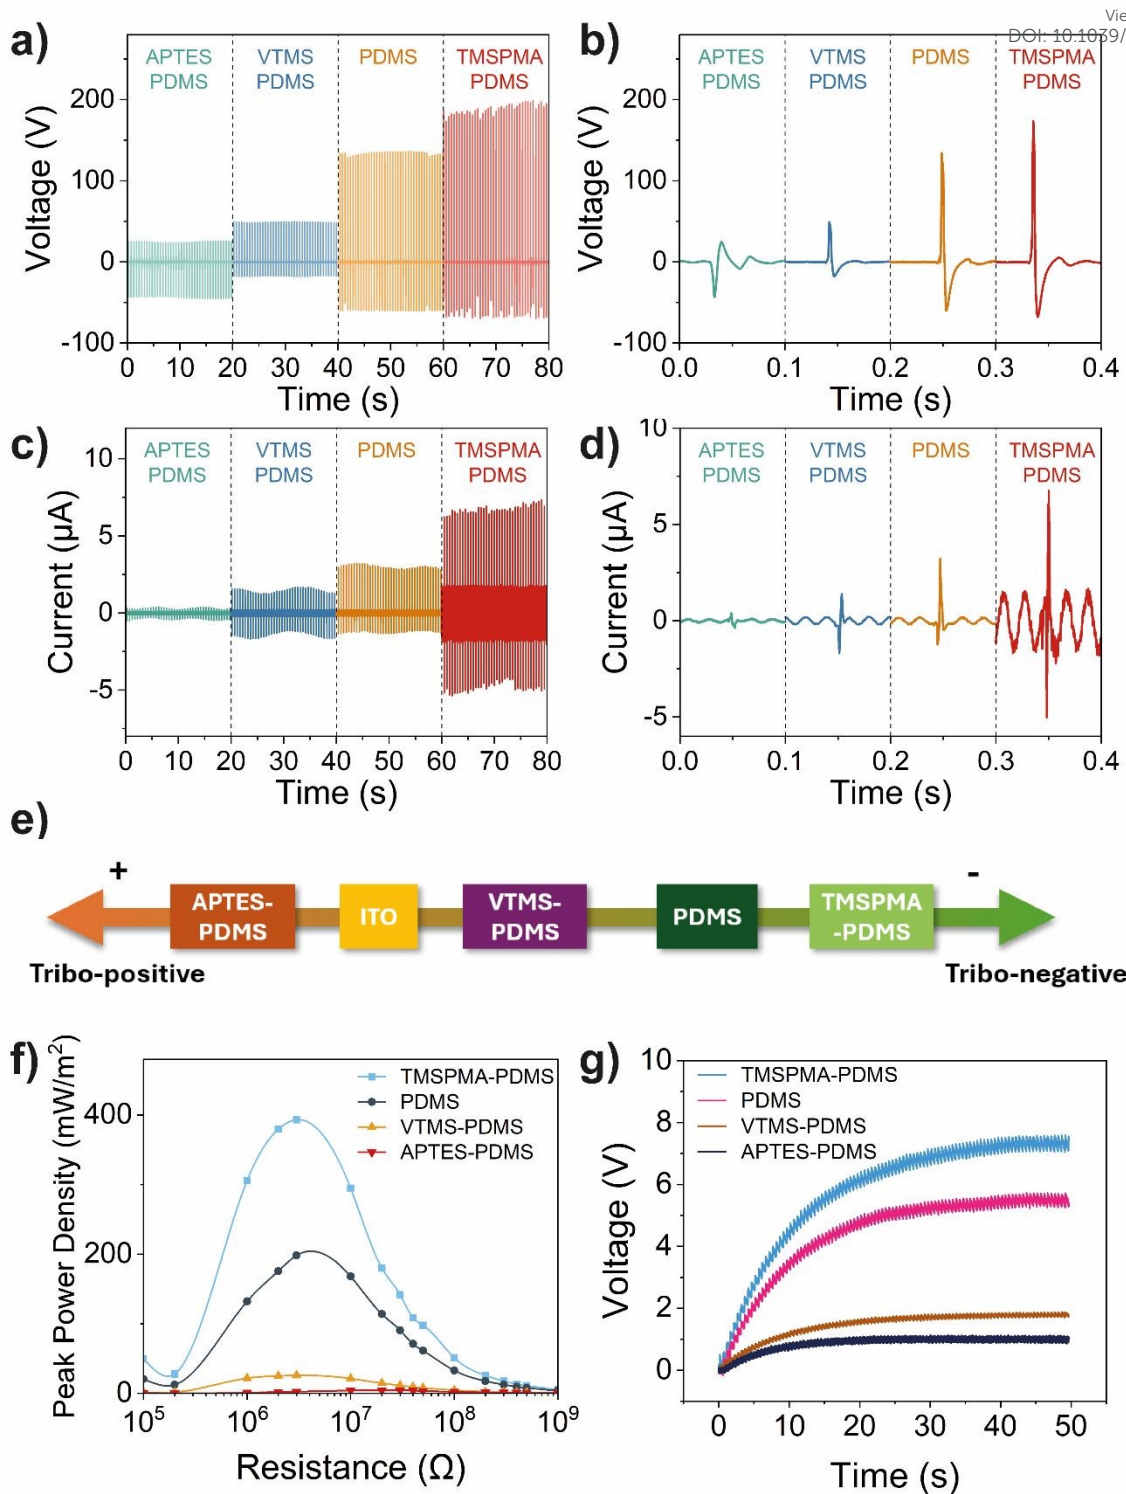 Vie
DOI: 10.1039/
a)
APTES PDMS
VTMS PDMS
PDMS
TMSPMA PDMS
Voltage (V)
200
100
0
-100
0 10 20 30 40 50 60 70 80
Time (s)
b)
APTES PDMS
VTMS PDMS
PDMS
TMSPMA PDMS
Voltage (V)
200
100
0
-100
0.0 0.1 0.2 0.3 0.4
Time (s)
c)
APTES PDMS
VTMS PDMS
PDMS
TMSPMA PDMS
Current (µA)
10
5
0
-5
0 10 20 30 40 50 60 70 80
Time (s)
d)
APTES PDMS
VTMS PDMS
PDMS
TMSPMA PDMS
Current (µA)
10
5
0
-5
0.0 0.1 0.2 0.3 0.4
Time (s)
e)
+
-
APTES-PDMS
ITO
VTMS-PDMS
PDMS
TMSPMA-PDMS
Tribo-positive
Tribo-negative
f)
Peak Power Density (mW/m²)
400
200
0
TMSPMA-PDMS
PDMS
VTMS-PDMS
APTES-PDMS
10⁵ 10⁶ 10⁷ 10⁸ 10⁹
Resistance (Ω)
g)
Voltage (V)
10
8
6
4
2
0
TMSPMA-PDMS
PDMS
VTMS-PDMS
APTES-PDMS
0 10 20 30 40 50
Time (s)